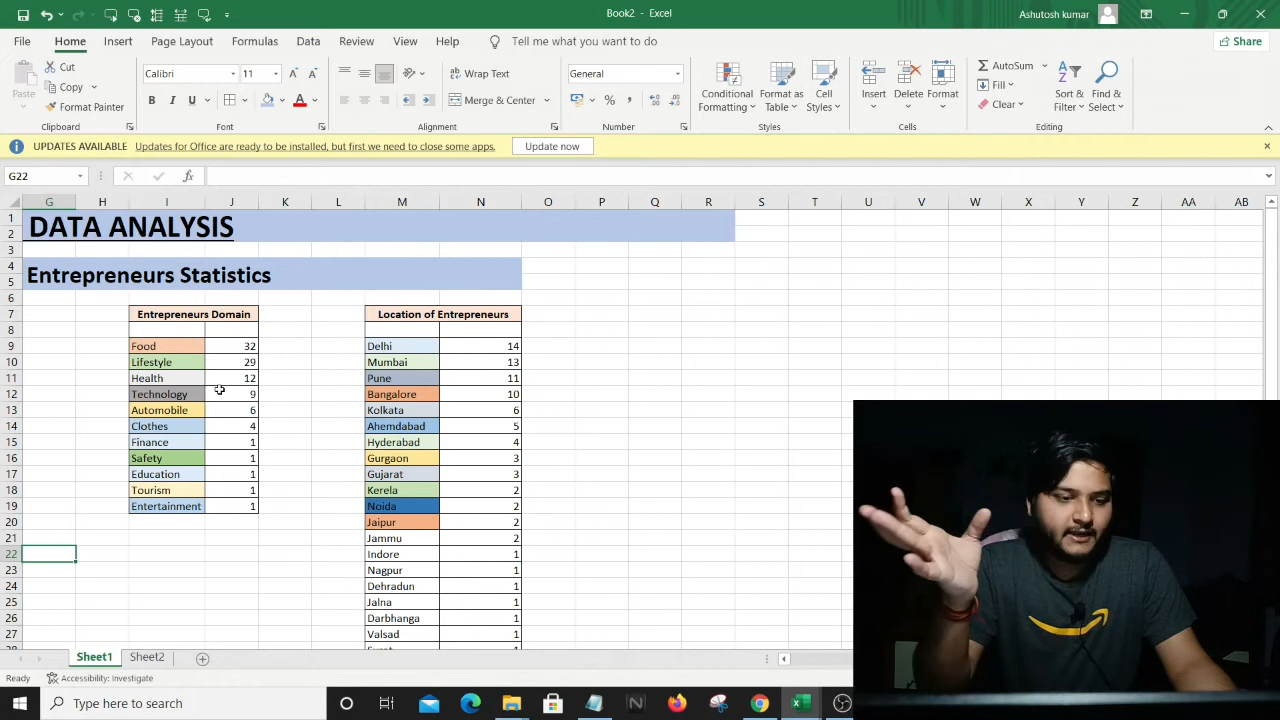 Book2 - Excel
Ashutosh kumar
File Home Insert Page Layout Formulas Data Review View Help Tell me what you want to do Share
Cut
Copy
Format Painter
Paste
Calibri 11
B I U
Wrap Text
Merge & Center
General
Conditional Formatting
Format as Table
Cell Styles
Insert Delete Format
AutoSum
Fill
Clear
Sort & Filter
Find & Select
Clipboard Font Alignment Number Styles Cells Editing
UPDATES AVAILABLE Updates for Office are ready to be installed, but first we need to close some apps. Update now
G22 fx
G H I J K L M N O P Q R S T U V W X Y Z AA AB
1 DATA ANALYSIS
2
3
4 Entrepreneurs Statistics
5
6
7 Entrepreneurs Domain Location of Entrepreneurs
8
9 Food 32 Delhi 14
10 Lifestyle 29 Mumbai 13
11 Health 12 Pune 11
12 Technology 9 Bangalore 10
13 Automobile 6 Kolkata 6
14 Clothes 4 Ahemdabad 5
15 Finance 1 Hyderabad 4
16 Safety 1 Gurgaon 3
17 Education 1 Gujarat 3
18 Tourism 1 Kerela 2
19 Entertainment 1 Noida 2
20 Jaipur 2
21 Jammu 2
22 Indore 1
23 Nagpur 1
24 Dehradun 1
25 Jalna 1
26 Darbhanga 1
27 Valsad 1
Sheet1 Sheet2
Ready Accessibility: Investigate
Type here to search